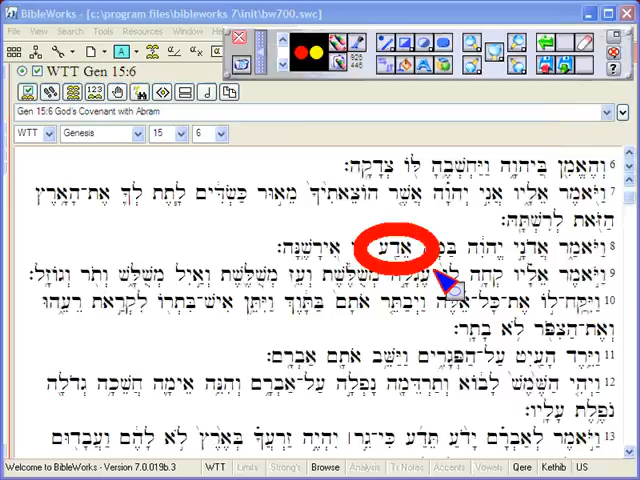 BibleWorks - [c:\program files\bibleworks 7\init\bw700.swc]
File View Search Tools Resources Window Help
926
446
WTT Gen 15:6
123
Gen 15:6 God's Covenant with Abram
WTT Genesis 15 6
6 וְהֶאֱמִן בַּיהוָה וַיַּחְשְׁבֶהָ לּוֹ צְדָקָה׃
7 וַיֹּאמֶר אֵלָיו אֲנִי יְהוָה אֲשֶׁר הוֹצֵאתִיךָ מֵאוּר כַּשְׂדִּים לָתֶת לְךָ אֶת־הָאָרֶץ
הַזֹּאת לְרִשְׁתָּהּ׃
8 וַיֹּאמַר אֲדֹנָי יְהוִה אֵדַע אִירָשֶׁנָּה׃
9 וַיֹּאמֶר אֵלָיו קְחָה מְשֻׁלֶּשֶׁת וְעֵז מְשֻׁלֶּשֶׁת וְאַיִל מְשֻׁלָּשׁ וְתֹר וְגוֹזָל׃
10 וַיִּקַּח־לוֹ אֶת־כָּל־אֵלֶּה וַיְבַתֵּר אֹתָם בַּתָּוֶךְ וַיִּתֵּן אִישׁ־בִּתְרוֹ לִקְרַאת רֵעֵהוּ
וְאֶת־הַצִפֹּר לֹא בָתָר׃
11 וַיֵּרֶד הָעַיִט עַל־הַפְּגָרִים וַיַּשֵּׁב אֹתָם אַבְרָם׃
12 וַיְהִי הַשֶּׁמֶשׁ לָבוֹא וְתַרְדֵּמָה נָפְלָה עַל־אַבְרָם וְהִנֵּה אֵימָה חֲשֵׁכָה גְדֹלָה
נֹפֶלֶת עָלָיו׃
13 וַיֹּאמֶר לְאַבְרָם יָדֹעַ תֵּדַע כִּי־גֵר יִהְיֶה זַרְעֲךָ בְּאֶרֶץ לֹא לָהֶם וַעֲבָדוּם
Welcome to BibleWorks - Version 7.0.019b.3 WTT Limits Strong's Browse Analysis Tr Notes Accents Vowels Qere Kethib US